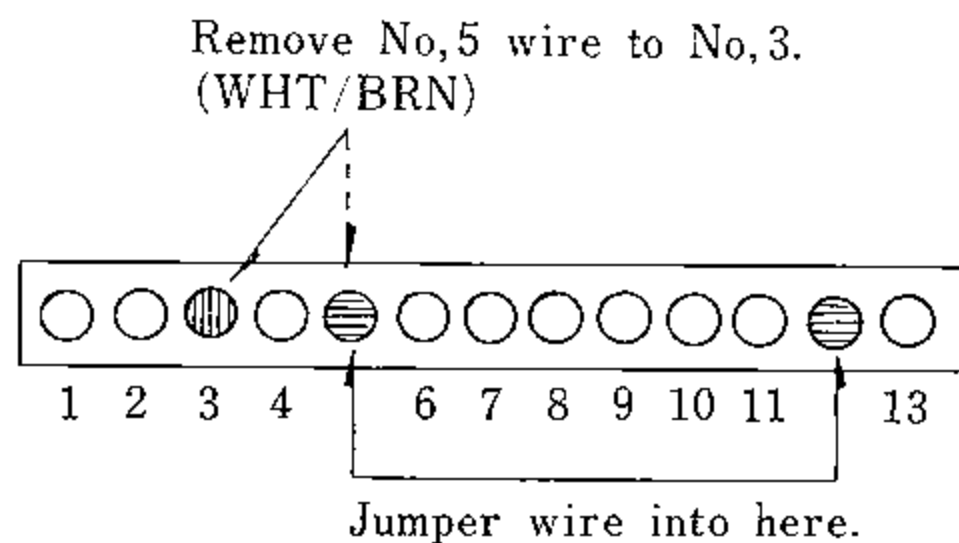 Remove No,5 wire to No,3.
(WHT/BRN)
1 2 3 4 6 7 8 9 10 11 13
Jumper wire into here.